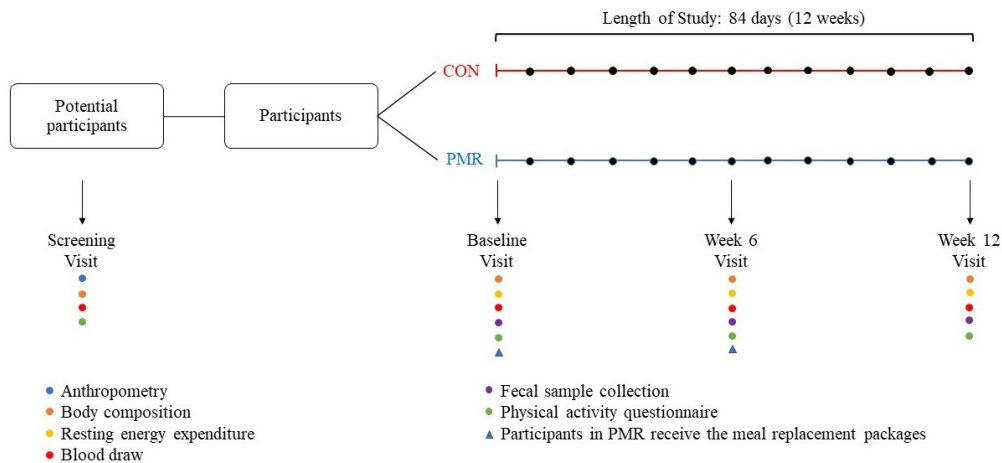 Length of Study: 84 days (12 weeks)
CON
Potential
participants
Participants
PMR
Screening
Visit
Baseline
Visit
Week 6
Visit
Week 12
Visit
Anthropometry
Body composition
Resting energy expenditure
Blood draw
Fecal sample collection
Physical activity questionnaire
Participants in PMR receive the meal replacement packages